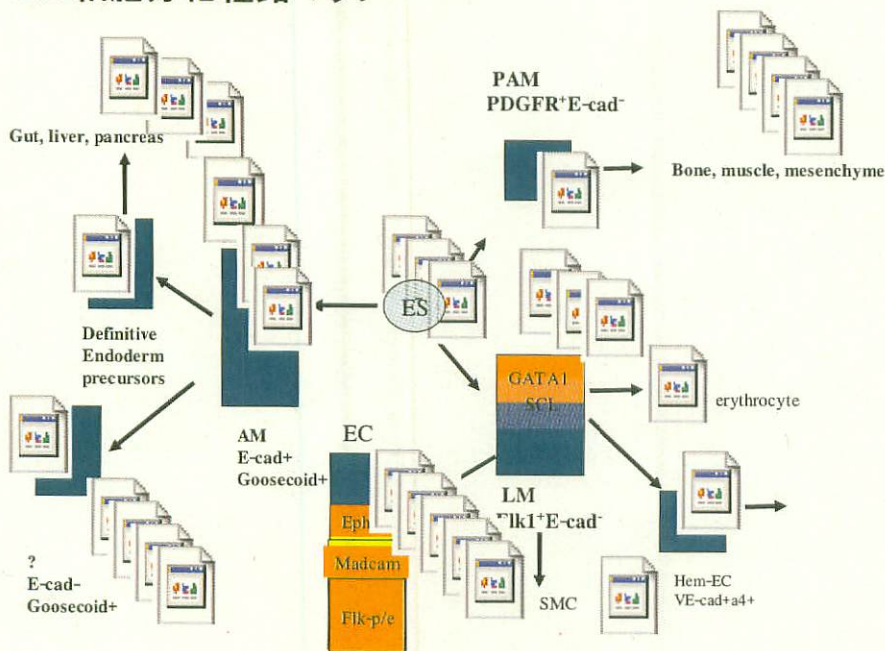 PAM
PDGFR⁺E-cad⁻
Gut, liver, pancreas
Bone, muscle, mesenchyme
ES
Definitive
Endoderm
precursors
GATA1
SCL
erythrocyte
AM
E-cad+
Goosecoid+
EC
LM
Flk1⁺E-cad⁻
Eph
Madcam
Flk-p/e
?
E-cad-
Goosecoid+
SMC
Hem-EC
VE-cad+a4+